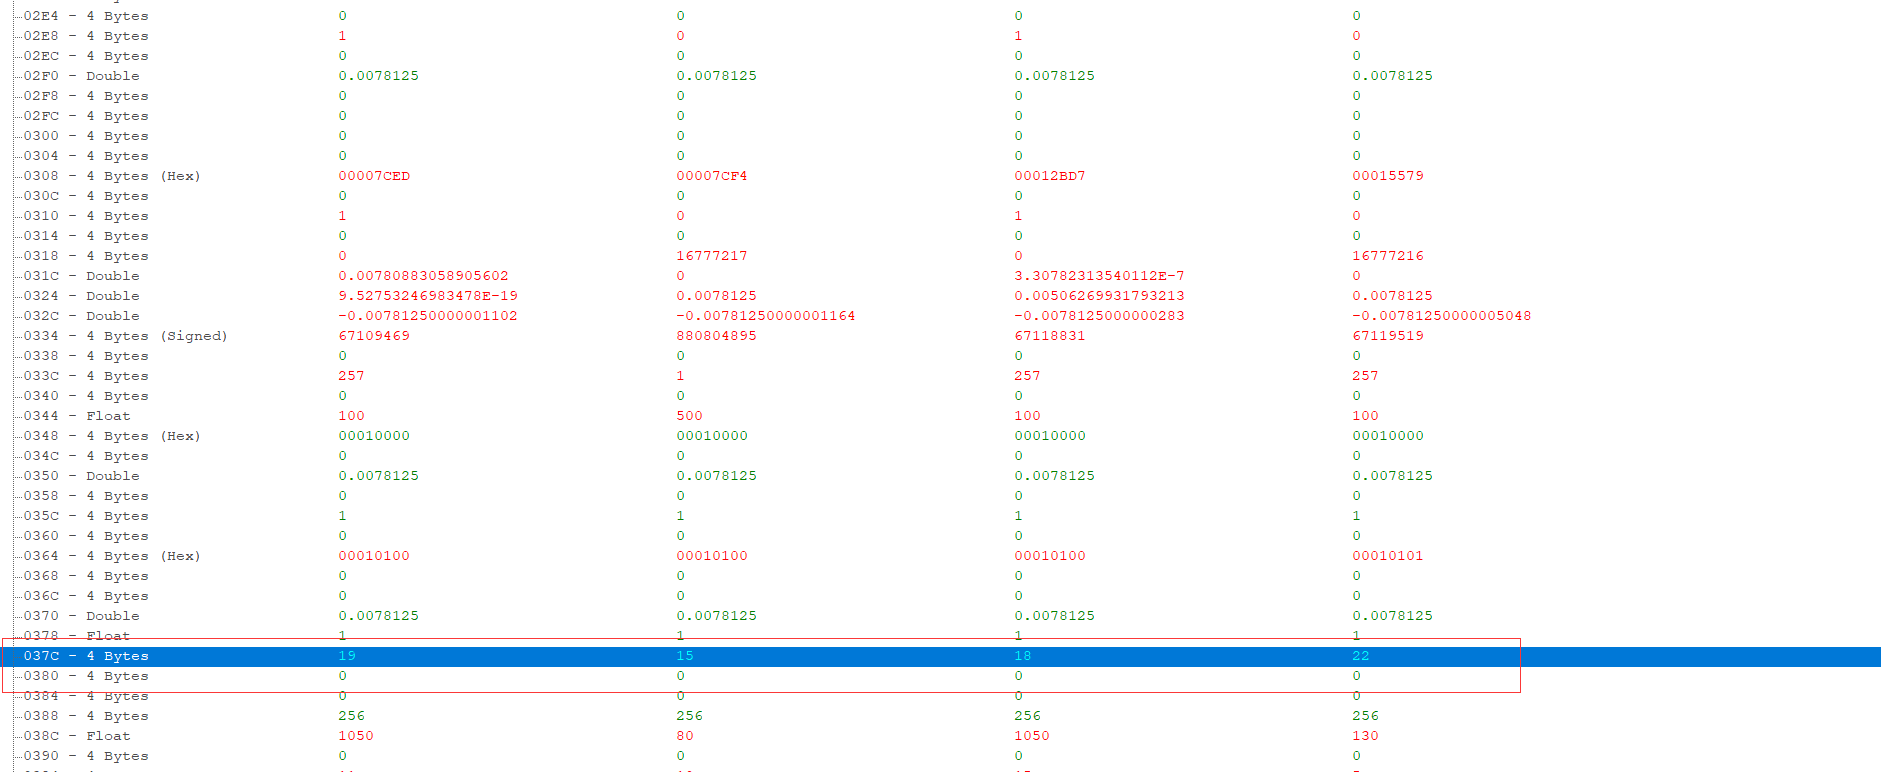 02E4 - 4 Bytes 0 0 0 0
02E8 - 4 Bytes 1 0 1 0
02EC - 4 Bytes 0 0 0 0
02F0 - Double 0.0078125 0.0078125 0.0078125 0.0078125
02F8 - 4 Bytes 0 0 0 0
02FC - 4 Bytes 0 0 0 0
0300 - 4 Bytes 0 0 0 0
0304 - 4 Bytes 0 0 0 0
0308 - 4 Bytes (Hex) 00007CED 00007CF4 00012BD7 00015579
030C - 4 Bytes 0 0 0 0
0310 - 4 Bytes 1 0 1 0
0314 - 4 Bytes 0 0 0 0
0318 - 4 Bytes 0 16777217 0 16777216
031C - Double 0.00780883058905602 0 3.30782313540112E-7 0
0324 - Double 9.52753246983478E-19 0.0078125 0.00506269931793213 0.0078125
032C - Double -0.00781250000001102 -0.00781250000001164 -0.0078125000000283 -0.00781250000005048
0334 - 4 Bytes (Signed) 67109469 880804895 67118831 67119519
0338 - 4 Bytes 0 0 0 0
033C - 4 Bytes 257 1 257 257
0340 - 4 Bytes 0 0 0 0
0344 - Float 100 500 100 100
0348 - 4 Bytes (Hex) 00010000 00010000 00010000 00010000
034C - 4 Bytes 0 0 0 0
0350 - Double 0.0078125 0.0078125 0.0078125 0.0078125
0358 - 4 Bytes 0 0 0 0
035C - 4 Bytes 1 1 1 1
0360 - 4 Bytes 0 0 0 0
0364 - 4 Bytes (Hex) 00010100 00010100 00010100 00010101
0368 - 4 Bytes 0 0 0 0
036C - 4 Bytes 0 0 0 0
0370 - Double 0.0078125 0.0078125 0.0078125 0.0078125
0378 - Float 1 1 1 1
037C - 4 Bytes 19 15 18 22
0380 - 4 Bytes 0 0 0 0
0384 - 4 Bytes 0 0 0 0
0388 - 4 Bytes 256 256 256 256
038C - Float 1050 80 1050 130
0390 - 4 Bytes 0 0 0 0